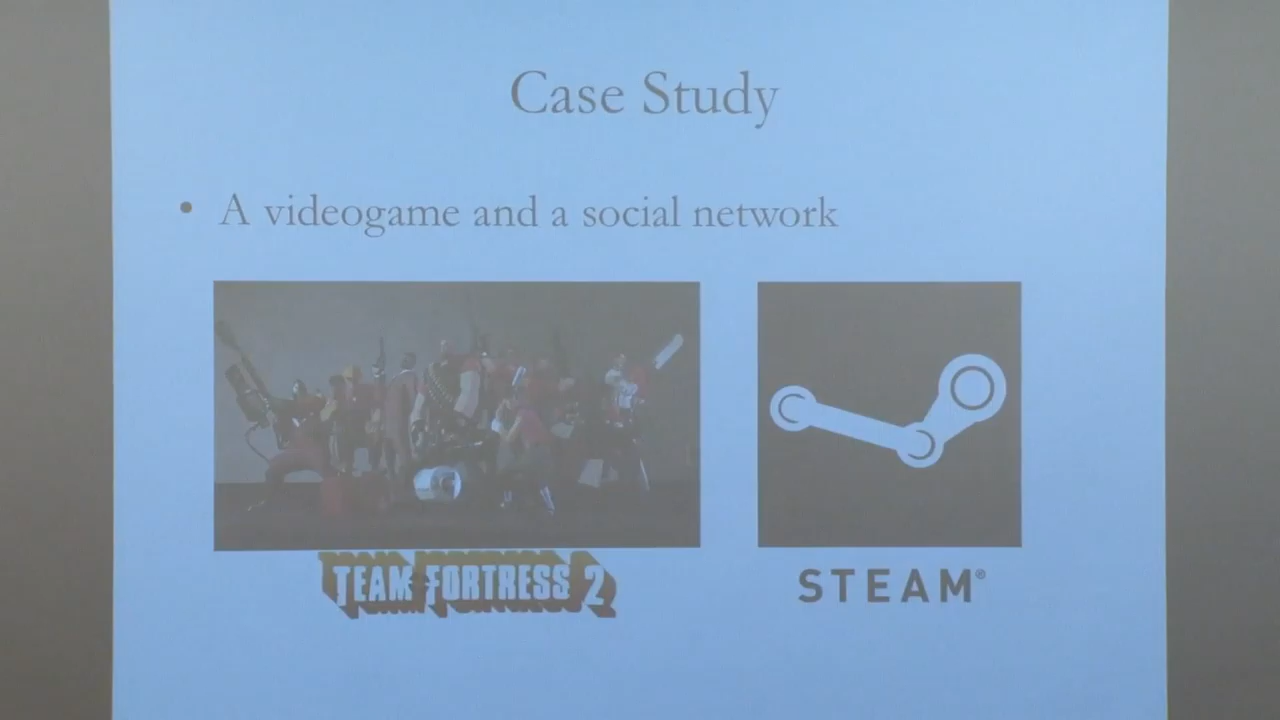 Case Study
• A videogame and a social network
TEAM FORTRESS 2
STEAM®